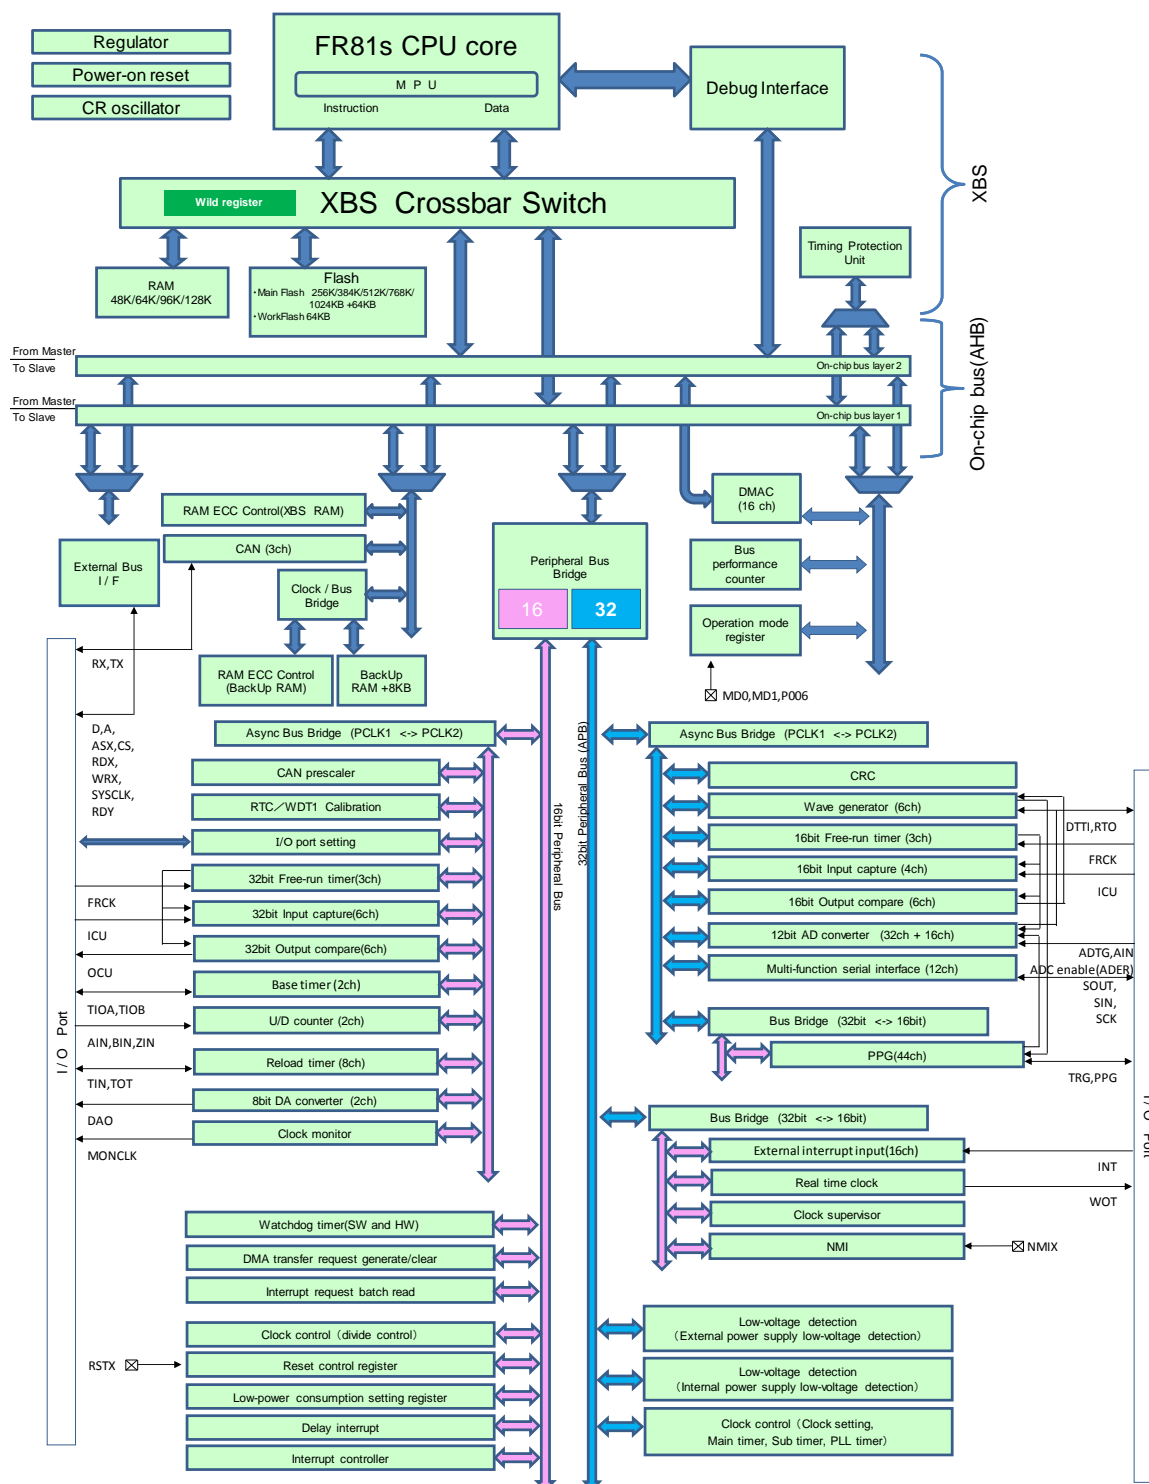 Regulator
Power-on reset
CR oscillator
FR81s CPU core
M P U
Instruction
Data
Debug Interface
XBS
Wild register
XBS Crossbar Switch
Timing Protection
Unit
RAM
48K/64K/96K/128K
Flash
・Main Flash 256K/384K/512K/768K/
1024KB +64KB
・WorkFlash 64KB
On-chip bus(AHB)
From Master
To Slave
On-chip bus layer 2
From Master
To Slave
On-chip bus layer 1
RAM ECC Control(XBS RAM)
CAN (3ch)
External Bus
I / F
Clock / Bus
Bridge
RAM ECC Control
(BackUp RAM)
BackUp
RAM +8KB
Peripheral Bus
Bridge
16
32
DMAC
(16 ch)
Bus
performance
counter
Operation mode
register
MD0,MD1,P006
RX,TX
D,A,
ASX,CS,
RDX,
WRX,
SYSCLK,
RDY
I / O Port
16bit Peripheral Bus
32bit Peripheral Bus (APB)
Async Bus Bridge (PCLK1 <-> PCLK2)
CAN prescaler
RTC／WDT1 Calibration
I/O port setting
32bit Free-run timer(3ch)
FRCK
32bit Input capture(6ch)
ICU
32bit Output compare(6ch)
OCU
Base timer (2ch)
TIOA,TIOB
U/D counter (2ch)
AIN,BIN,ZIN
Reload timer (8ch)
TIN,TOT
8bit DA converter (2ch)
DAO
Clock monitor
MONCLK
Async Bus Bridge (PCLK1 <-> PCLK2)
CRC
Wave generator (6ch)
DTTI,RTO
16bit Free-run timer (3ch)
FRCK
16bit Input capture (4ch)
ICU
16bit Output compare (6ch)
12bit AD converter (32ch + 16ch)
ADTG,AIN
Multi-function serial interface (12ch)
ADC enable(ADER)
SOUT,
SIN,
SCK
Bus Bridge (32bit <-> 16bit)
PPG(44ch)
TRG,PPG
I / O Port
Bus Bridge (32bit <-> 16bit)
External interrupt input(16ch)
INT
Real time clock
WOT
Clock supervisor
NMI
NMIX
Watchdog timer(SW and HW)
DMA transfer request generate/clear
Interrupt request batch read
Clock control（divide control）
RSTX
Reset control register
Low-power consumption setting register
Delay interrupt
Interrupt controller
Low-voltage detection
（External power supply low-voltage detection）
Low-voltage detection
（Internal power supply low-voltage detection）
Clock control（Clock setting,
Main timer, Sub timer, PLL timer）